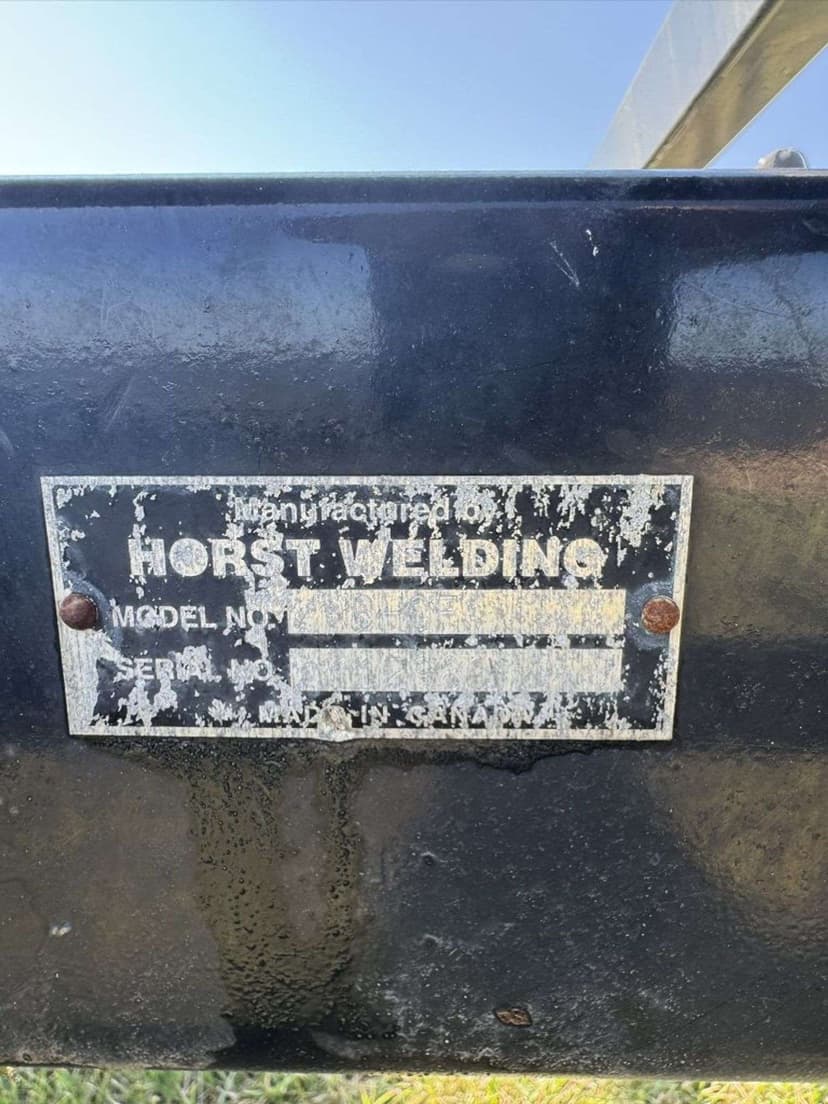 Manufactured by
HORST WELDING
MODEL NO.
SERIAL NO.
MADE IN CANADA